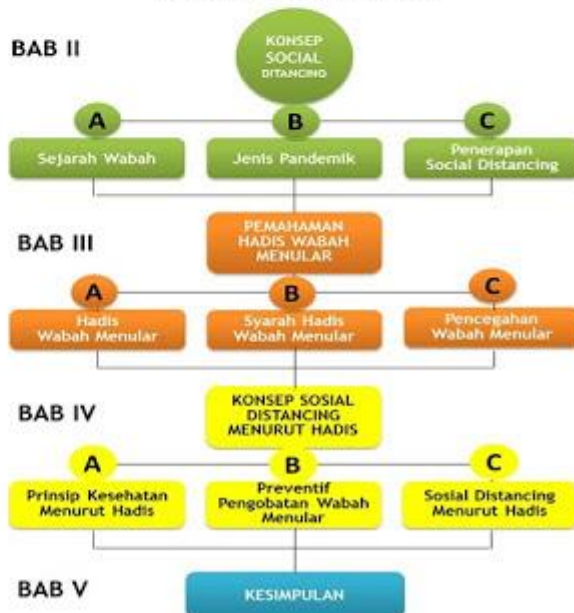 BAB II
KONSEP
SOCIAL
DITANCING
A
B
C
Sejarah Wabah
Jenis Pandemik
Penerapan
Social Distancing
BAB III
PEMAHAMAN
HADIS WABAH
MENULAR
A
B
C
Hadis
Wabah Menular
Syarah Hadis
Wabah Menular
Pencegahan
Wabah Menular
BAB IV
KONSEP SOSIAL
DISTANCING
MENURUT HADIS
A
B
C
Prinsip Kesehatan
Menurut Hadis
Preventif
Pengobatan Wabah
Menular
Sosial Distancing
Menurut Hadis
BAB V
KESIMPULAN